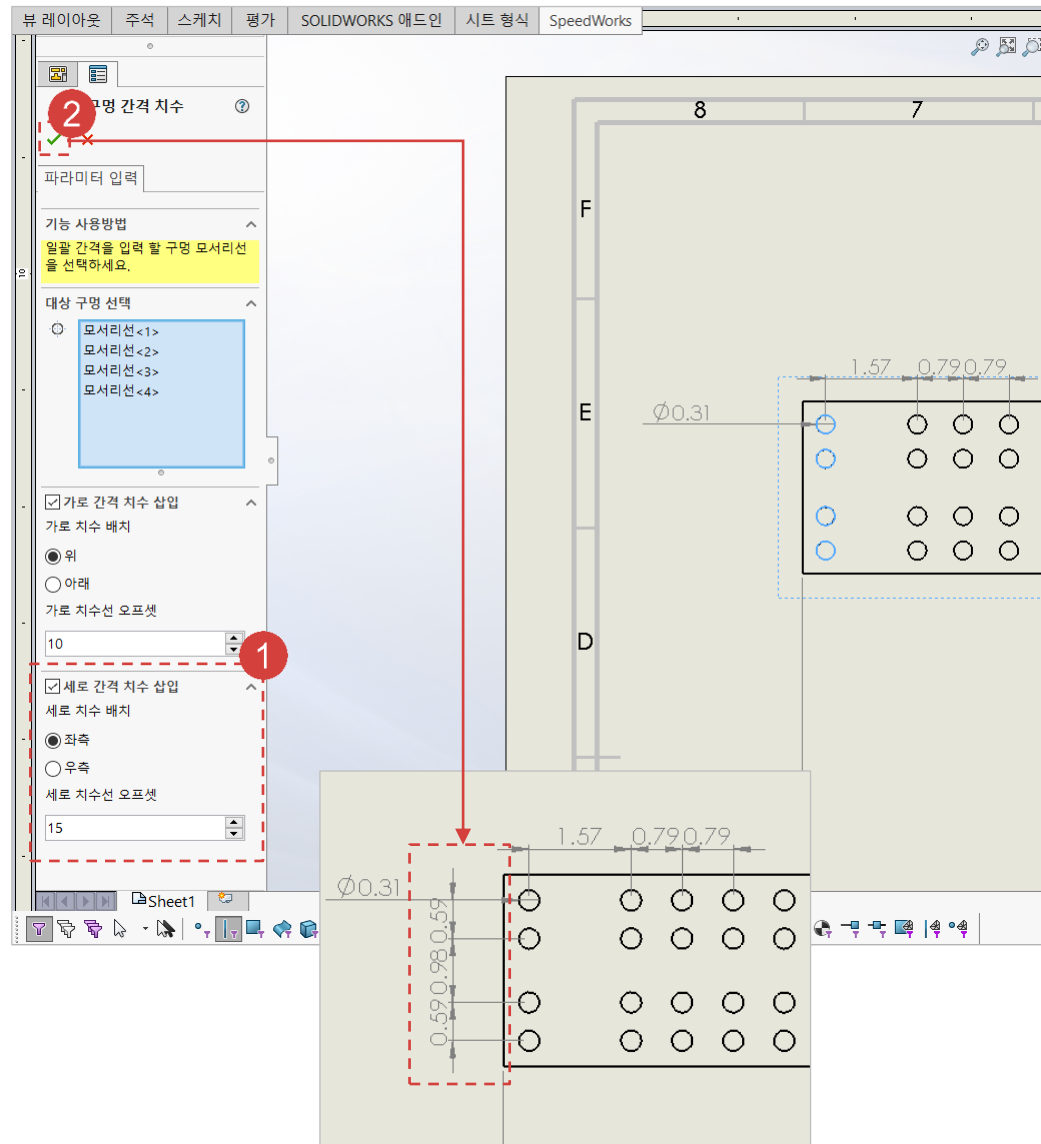 뷰 레이아웃 주석 스케치 평가 SOLIDWORKS 애드인 시트 형식 SpeedWorks
2
구멍 간격 치수
파라미터 입력
기능 사용방법
일괄 간격을 입력 할 구멍 모서리선
을 선택하세요.
대상 구멍 선택
모서리선<1>
모서리선<2>
모서리선<3>
모서리선<4>
가로 간격 치수 삽입
가로 치수 배치
위
아래
가로 치수선 오프셋
10
1
세로 간격 치수 삽입
세로 치수 배치
좌측
우측
세로 치수선 오프셋
15
Sheet1
10
8 7
F
E
D
1.57 0.79 0.79
Ø0.31
1.57 0.79 0.79
Ø0.31
0.59
0.98
0.59